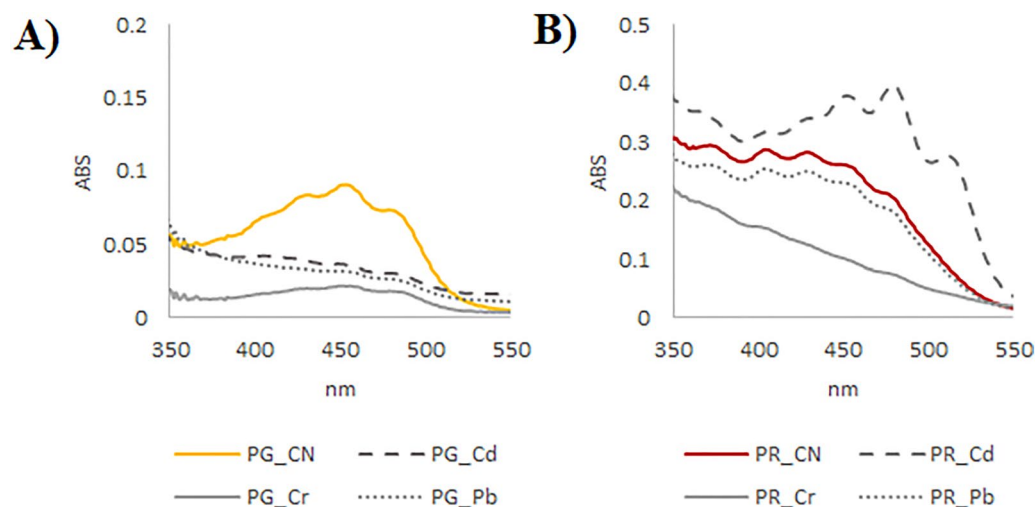 A)
0.2
0.15
0.1
0.05
0
ABS
350 400 450 500 550
nm
PG_CN PG_Cd
PG_Cr PG_Pb
B)
0.5
0.4
0.3
0.2
0.1
0
ABS
350 400 450 500 550
nm
PR_CN PR_Cd
PR_Cr PR_Pb